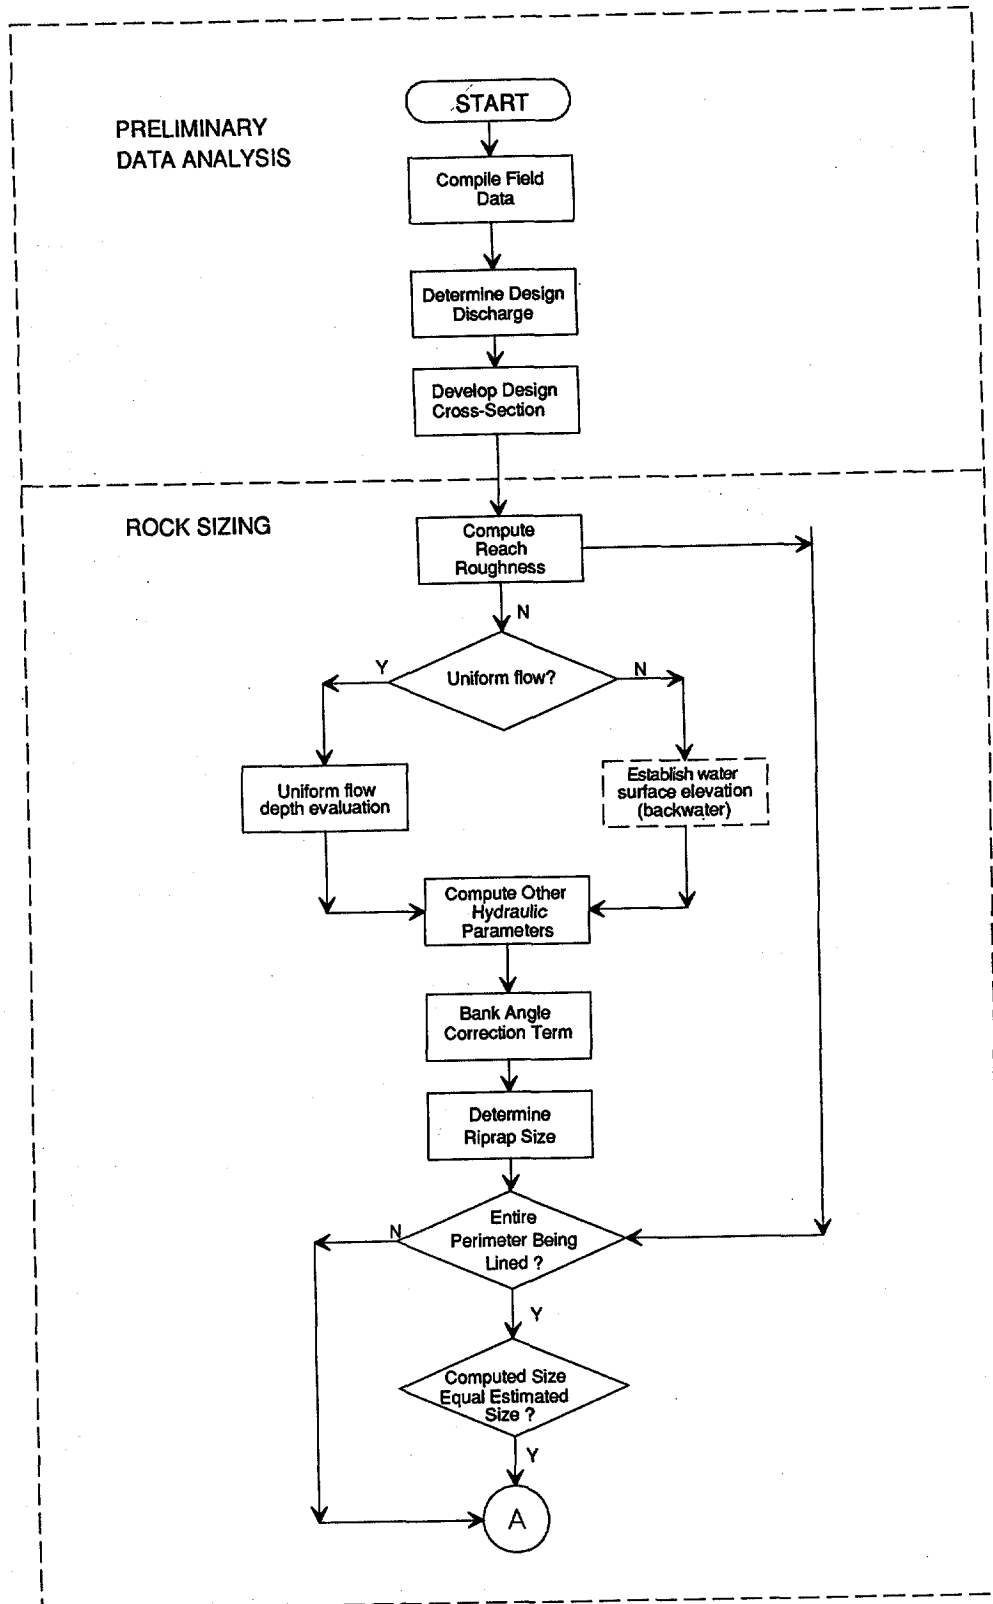 START
PRELIMINARY
DATA ANALYSIS
Compile Field
Data
Determine Design
Discharge
Develop Design
Cross-Section
ROCK SIZING
Compute
Reach
Roughness
N
Y
Uniform flow?
N
Uniform flow
depth evaluation
Establish water
surface elevation
(backwater)
Compute Other
Hydraulic
Parameters
Bank Angle
Correction Term
Determine
Riprap Size
N
Entire
Perimeter Being
Lined ?
Y
Computed Size
Equal Estimated
Size ?
Y
A